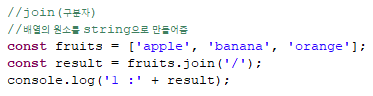 //join(구분자)
//배열의 원소를 string으로 만들어줌
const fruits = ['apple', 'banana', 'orange'];
const result = fruits.join('/');
console.log('1 :' + result);